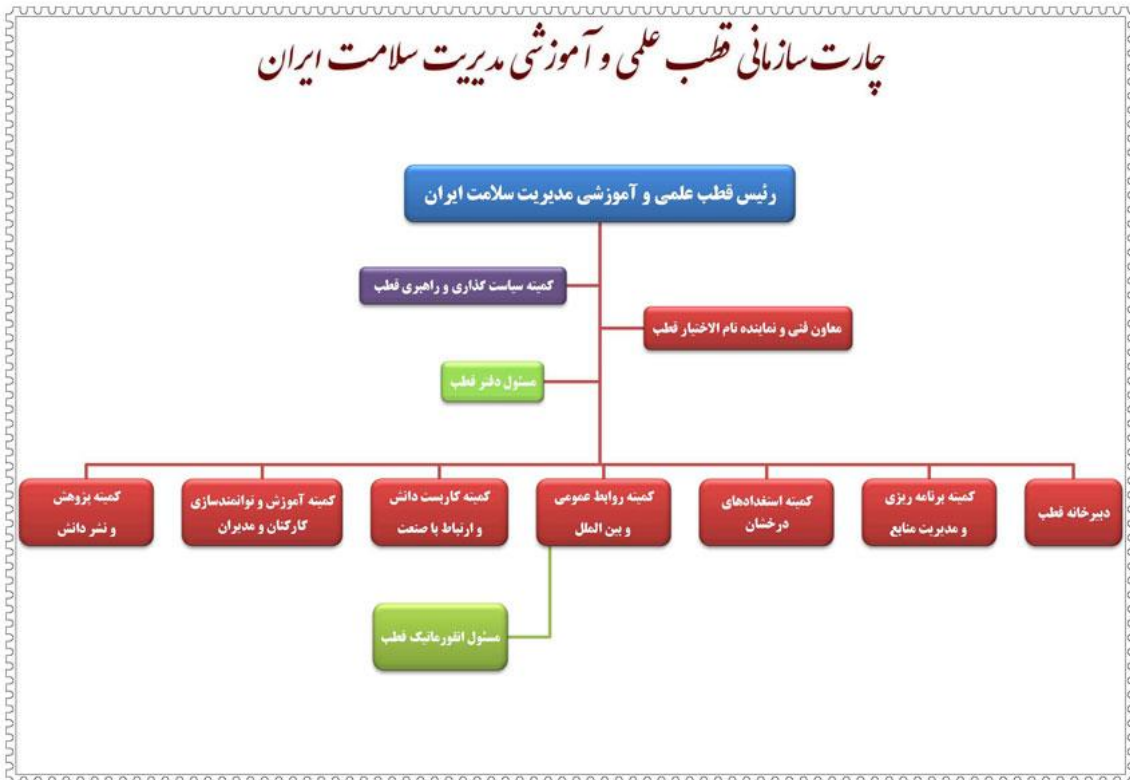 چارت سازمانی قطب علمی و آموزشی مدیریت سلامت ایران
رئیس قطب علمی و آموزشی مدیریت سلامت ایران
کمیته سیاست گذاری و راهبری قطب
معاون فنی و نماینده تام الاختیار قطب
مسئول دفتر قطب
دبیرخانه قطب
کمیته برنامه ریزی
و مدیریت منابع
کمیته استعدادهای
درخشان
کمیته روابط عمومی
و بین الملل
کمیته کاربست دانش
و ارتباط با صنعت
کمیته آموزش و توانمندسازی
کارکنان و مدیران
کمیته پژوهش
و نشر دانش
مسئول انفورماتیک قطب